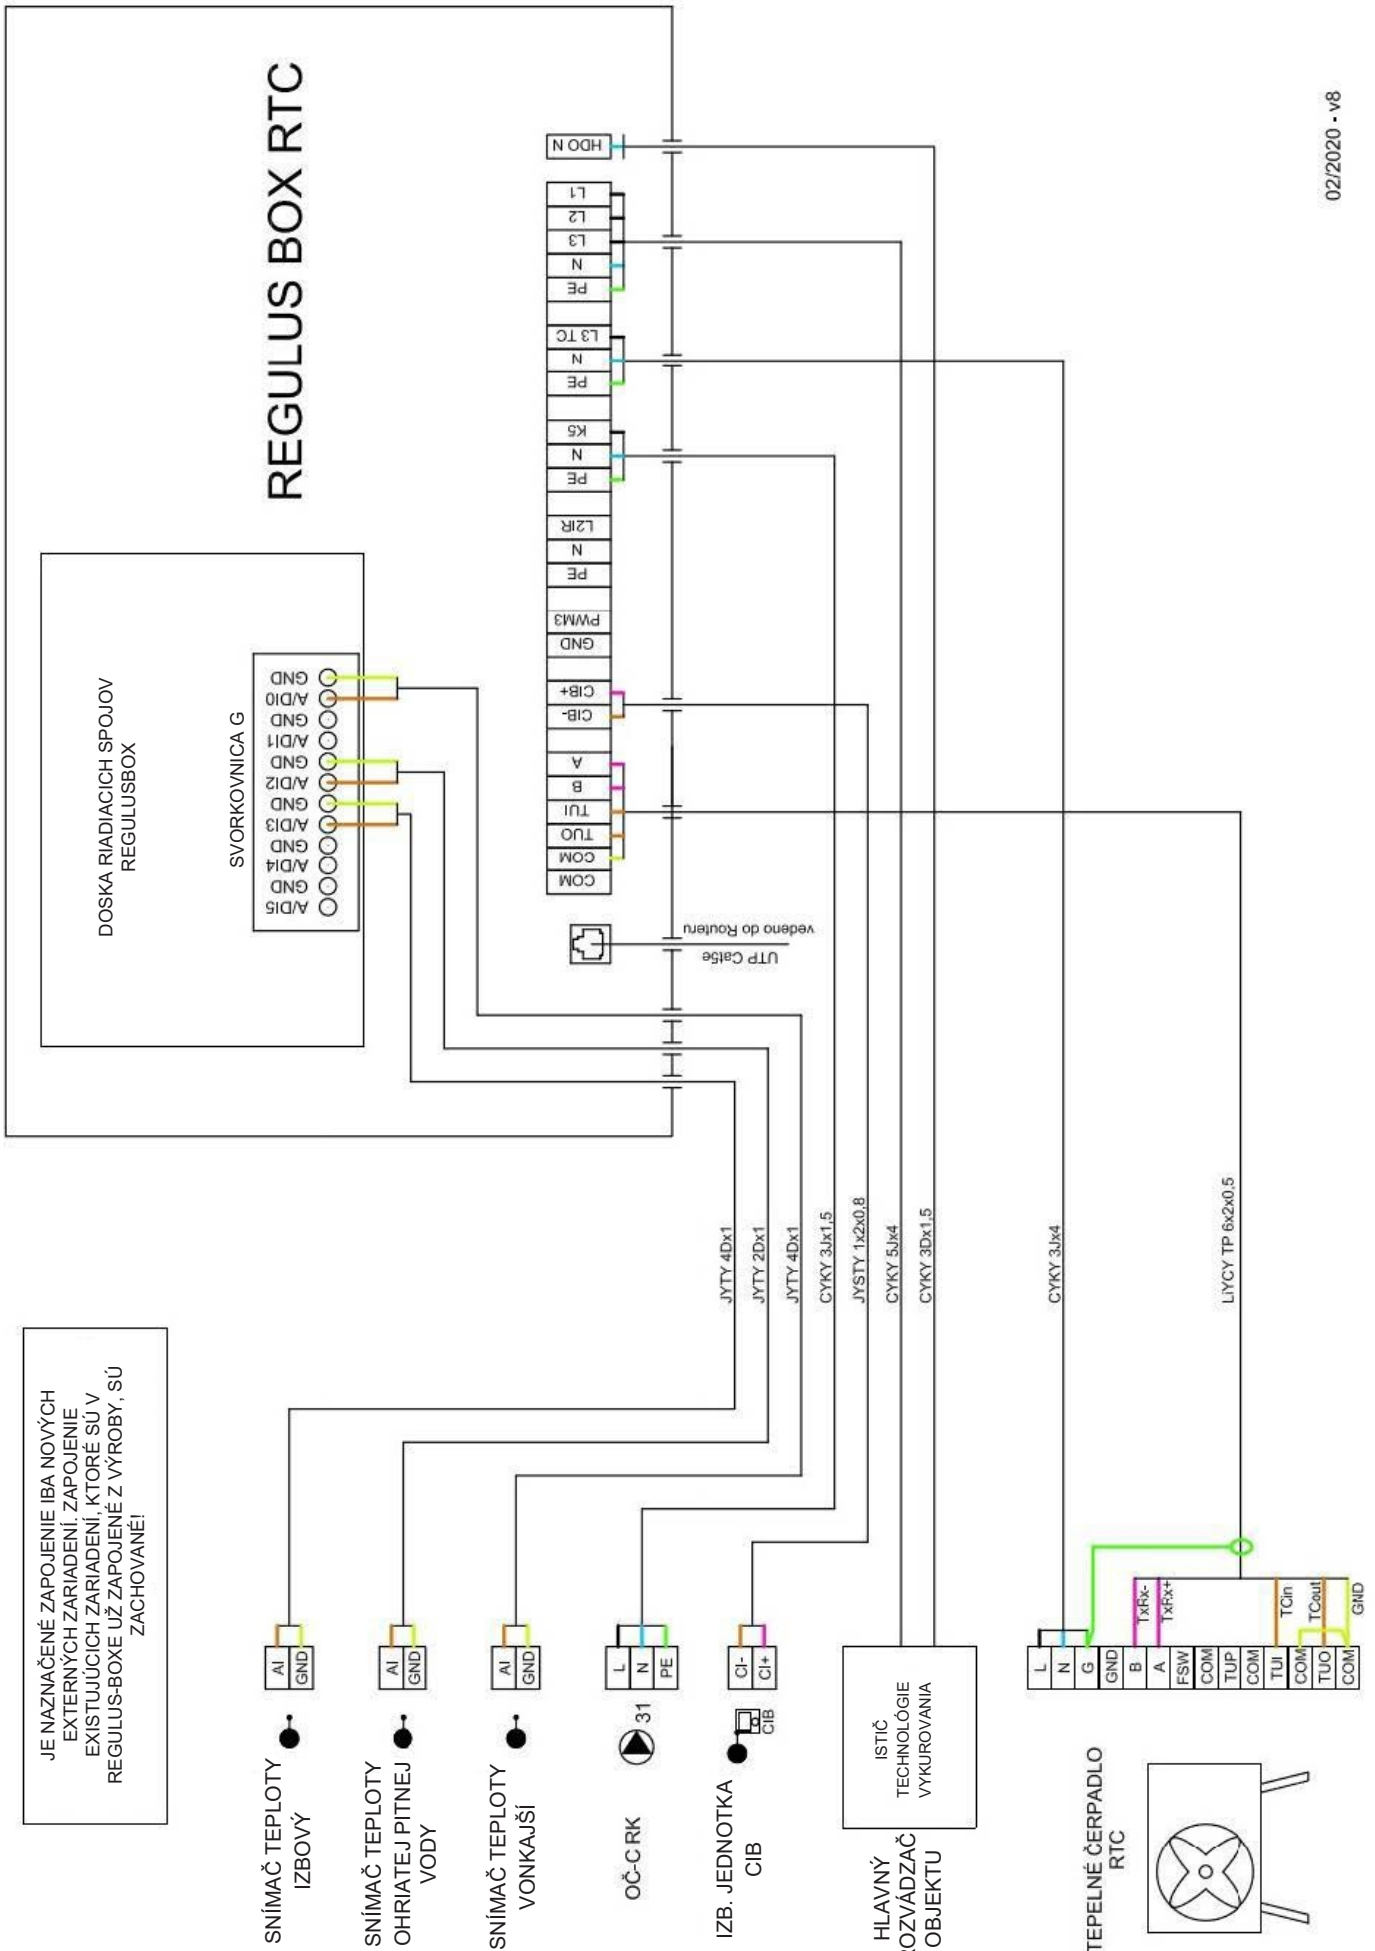 REGULUS BOX RTC
DOSKA RIADIACICH SPOJOV
REGULUSBOX
SVORKOVNICA G
A/DI5
GND
A/DI4
GND
A/DI3
GND
A/DI2
GND
A/DI1
GND
A/DI0
GND
COM
COM
TUO
TUI
B
A
CIB-
CIB+
GND
PWM3
PE
N
L2IR
PE
N
K5
PE
N
L3 TC
PE
N
L3
L2
L1
HDO N
UTP Cat5e
vedeno do Routeru
JE NAZNAČENÉ ZAPOJENIE IBA NOVÝCH
EXTERNÝCH ZARIADENÍ. ZAPOJENIE
EXISTUJÚCICH ZARIADENÍ, KTORÉ SÚ V
REGULUS-BOXE UŽ ZAPOJENÉ Z VÝROBY, SÚ
ZACHOVANÉ!
JYTY 4Dx1
JYTY 2Dx1
JYTY 4Dx1
CYKY 3Jx1,5
JYSTY 1x2x0,8
CYKY 5Jx4
CYKY 3Dx1,5
CYKY 3Jx4
LiYCY TP 6x2x0,5
SNÍMAČ TEPLOTY
IZBOVÝ
AI
GND
SNÍMAČ TEPLOTY
OHRIATEJ PITNEJ
VODY
AI
GND
SNÍMAČ TEPLOTY
VONKAJŠÍ
AI
GND
OČ-C RK
31
L
N
PE
IZB. JEDNOTKA
CIB
CIB
CI-
CI+
HLAVNÝ
ROZVÁDZAČ
OBJEKTU
ISTIČ
TECHNOLÓGIE
VYKUROVANIA
TEPELNÉ ČERPADLO
RTC
L
N
G
GND
B
A
FSW
COM
TUP
COM
TUI
COM
TUO
COM
TxRx-
TxRx+
TCin
TCout
GND
02/2020 - v8